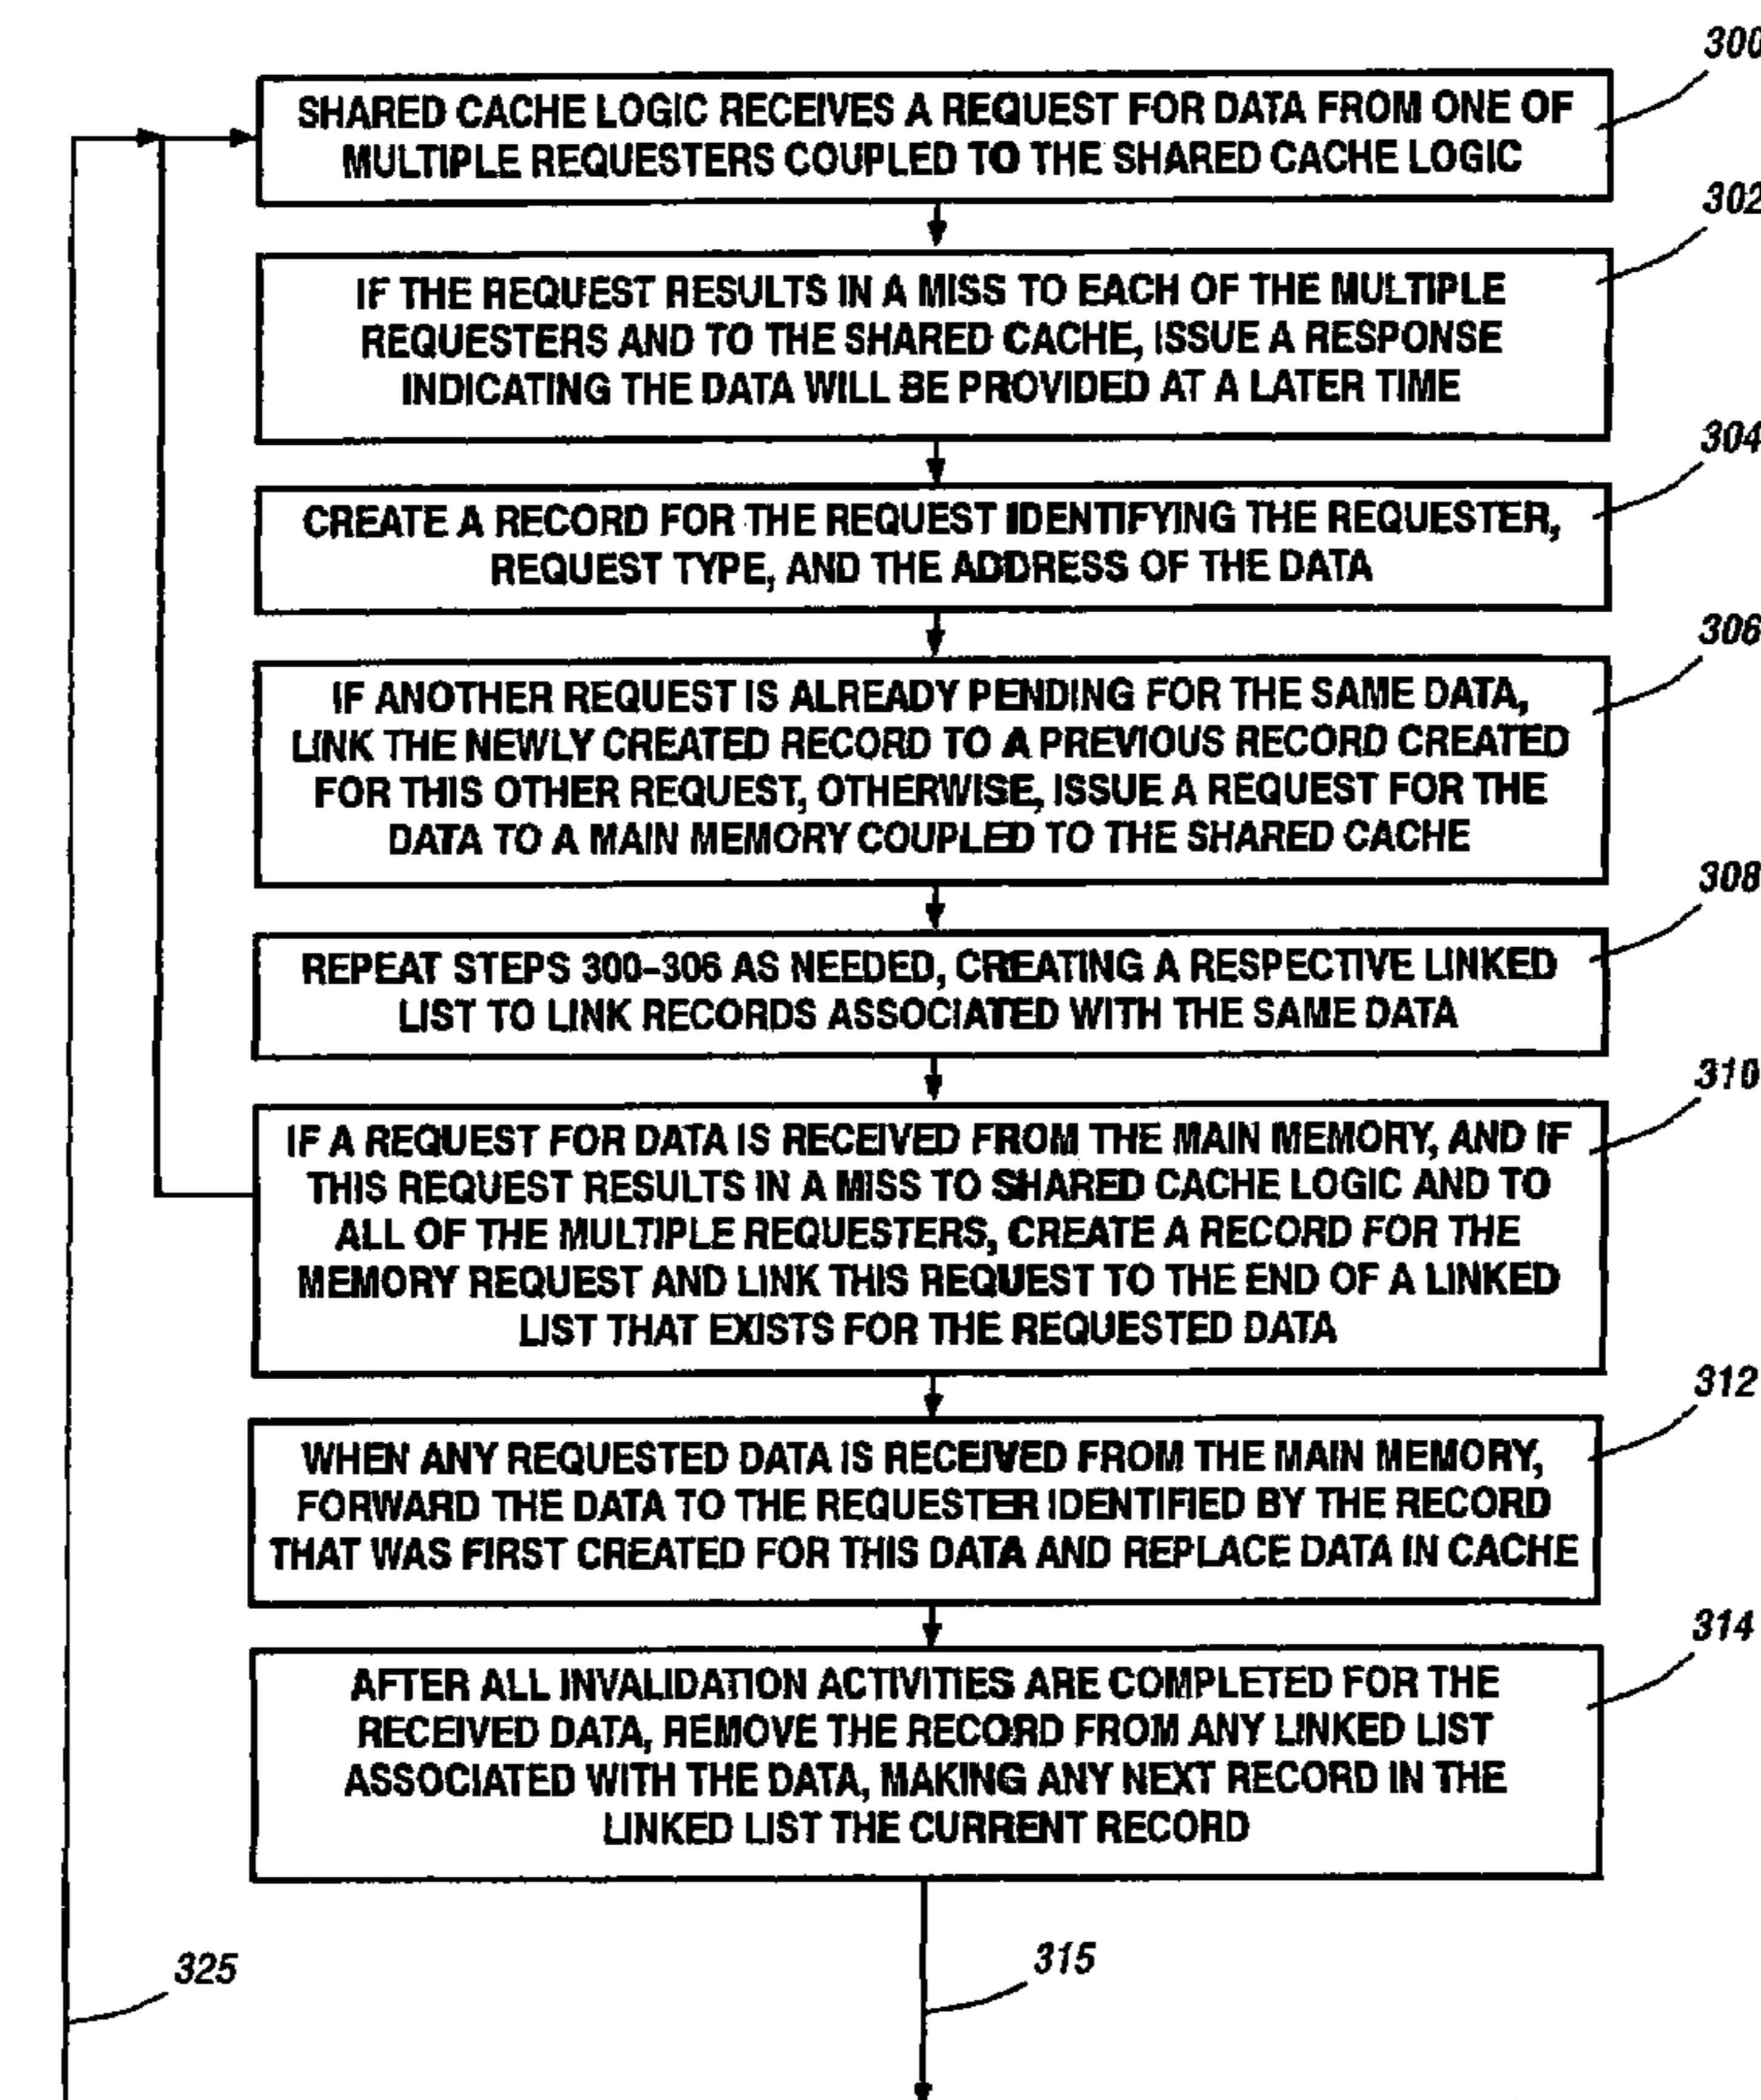 300
SHARED CACHE LOGIC RECEIVES A REQUEST FOR DATA FROM ONE OF
MULTIPLE REQUESTERS COUPLED TO THE SHARED CACHE LOGIC
302
IF THE REQUEST RESULTS IN A MISS TO EACH OF THE MULTIPLE
REQUESTERS AND TO THE SHARED CACHE, ISSUE A RESPONSE
INDICATING THE DATA WILL BE PROVIDED AT A LATER TIME
304
CREATE A RECORD FOR THE REQUEST IDENTIFYING THE REQUESTER,
REQUEST TYPE, AND THE ADDRESS OF THE DATA
306
IF ANOTHER REQUEST IS ALREADY PENDING FOR THE SAME DATA,
LINK THE NEWLY CREATED RECORD TO A PREVIOUS RECORD CREATED
FOR THIS OTHER REQUEST, OTHERWISE, ISSUE A REQUEST FOR THE
DATA TO A MAIN MEMORY COUPLED TO THE SHARED CACHE
308
REPEAT STEPS 300-306 AS NEEDED, CREATING A RESPECTIVE LINKED
LIST TO LINK RECORDS ASSOCIATED WITH THE SAME DATA
310
IF A REQUEST FOR DATA IS RECEIVED FROM THE MAIN MEMORY, AND IF
THIS REQUEST RESULTS IN A MISS TO SHARED CACHE LOGIC AND TO
ALL OF THE MULTIPLE REQUESTERS, CREATE A RECORD FOR THE
MEMORY REQUEST AND LINK THIS REQUEST TO THE END OF A LINKED
LIST THAT EXISTS FOR THE REQUESTED DATA
312
WHEN ANY REQUESTED DATA IS RECEIVED FROM THE MAIN MEMORY,
FORWARD THE DATA TO THE REQUESTER IDENTIFIED BY THE RECORD
THAT WAS FIRST CREATED FOR THIS DATA AND REPLACE DATA IN CACHE
314
AFTER ALL INVALIDATION ACTIVITIES ARE COMPLETED FOR THE
RECEIVED DATA, REMOVE THE RECORD FROM ANY LINKED LIST
ASSOCIATED WITH THE DATA, MAKING ANY NEXT RECORD IN THE
LINKED LIST THE CURRENT RECORD
325
315